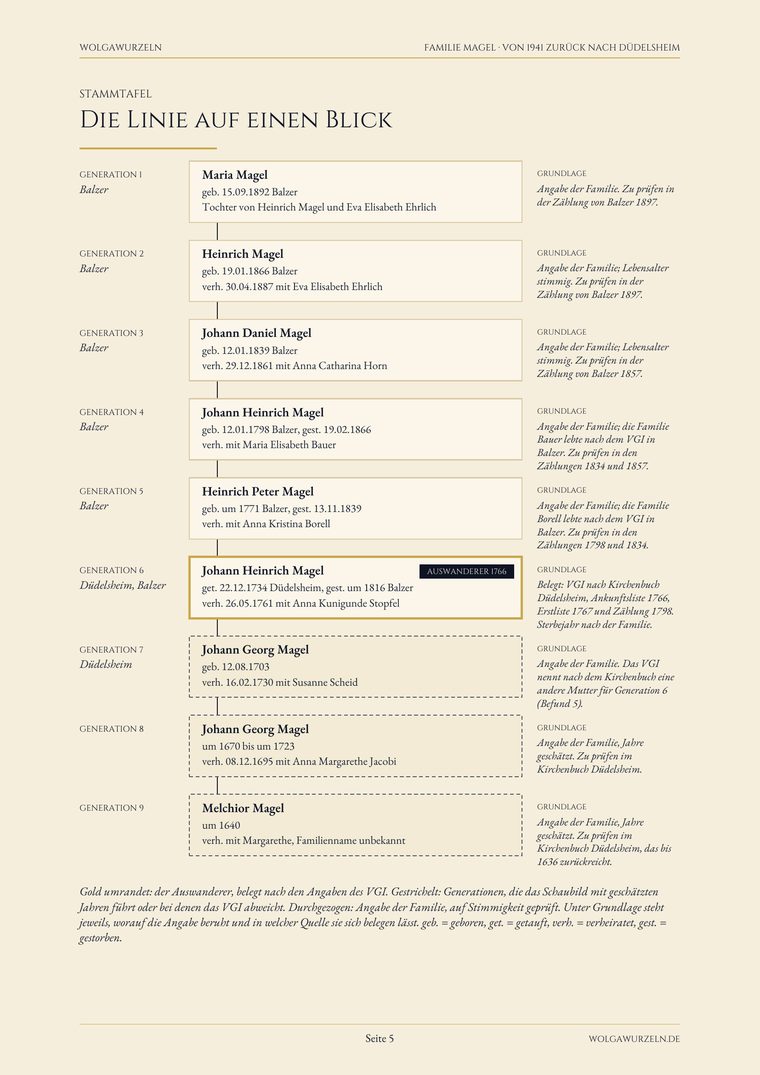 WOLGAWURZELN
FAMILIE MAGEL · VON 1941 ZURÜCK NACH DÜDELSHEIM
STAMMTAFEL
DIE LINIE AUF EINEN BLICK
GENERATION 1
Balzer
Maria Magel
geb. 15.09.1892 Balzer
Tochter von Heinrich Magel und Eva Elisabeth Ehrlich
GRUNDLAGE
Angabe der Familie. Zu prüfen in
der Zählung von Balzer 1897.
GENERATION 2
Balzer
Heinrich Magel
geb. 19.01.1866 Balzer
verh. 30.04.1887 mit Eva Elisabeth Ehrlich
GRUNDLAGE
Angabe der Familie; Lebensalter
stimmig. Zu prüfen in der
Zählung von Balzer 1897.
GENERATION 3
Balzer
Johann Daniel Magel
geb. 12.01.1839 Balzer
verh. 29.12.1861 mit Anna Catharina Horn
GRUNDLAGE
Angabe der Familie; Lebensalter
stimmig. Zu prüfen in der
Zählung von Balzer 1857.
GENERATION 4
Balzer
Johann Heinrich Magel
geb. 12.01.1798 Balzer, gest. 19.02.1866
verh. mit Maria Elisabeth Bauer
GRUNDLAGE
Angabe der Familie; die Familie
Bauer lebte nach dem VGI in
Balzer. Zu prüfen in den
Zählungen 1834 und 1857.
GENERATION 5
Balzer
Heinrich Peter Magel
geb. um 1771 Balzer, gest. 13.11.1839
verh. mit Anna Kristina Borell
GRUNDLAGE
Angabe der Familie; die Familie
Borell lebte nach dem VGI in
Balzer. Zu prüfen in den
Zählungen 1798 und 1834.
GENERATION 6
Düdelsheim, Balzer
Johann Heinrich Magel
AUSWANDERER 1766
get. 22.12.1734 Düdelsheim, gest. um 1816 Balzer
verh. 26.05.1761 mit Anna Kunigunde Stopfel
GRUNDLAGE
Belegt: VGI nach Kirchenbuch
Düdelsheim, Ankunftsliste 1766,
Erstliste 1767 und Zählung 1798.
Sterbejahr nach der Familie.
GENERATION 7
Düdelsheim
Johann Georg Magel
geb. 12.08.1703
verh. 16.02.1730 mit Susanne Scheid
GRUNDLAGE
Angabe der Familie. Das VGI
nennt nach dem Kirchenbuch eine
andere Mutter für Generation 6
(Befund 5).
GENERATION 8
Johann Georg Magel
um 1670 bis um 1723
verh. 08.12.1695 mit Anna Margarethe Jacobi
GRUNDLAGE
Angabe der Familie, Jahre
geschätzt. Zu prüfen im
Kirchenbuch Düdelsheim.
GENERATION 9
Melchior Magel
um 1640
verh. mit Margarethe, Familienname unbekannt
GRUNDLAGE
Angabe der Familie, Jahre
geschätzt. Zu prüfen im
Kirchenbuch Düdelsheim, das bis
1636 zurückreicht.
Gold umrandet: der Auswanderer, belegt nach den Angaben des VGI. Gestrichelt: Generationen, die das Schaubild mit geschätzten
Jahren führt oder bei denen das VGI abweicht. Durchgezogen: Angabe der Familie, auf Stimmigkeit geprüft. Unter Grundlage steht
jeweils, worauf die Angabe beruht und in welcher Quelle sie sich belegen lässt. geb. = geboren, get. = getauft, verh. = verheiratet, gest. =
gestorben.
Seite 5
WOLGAWURZELN.DE